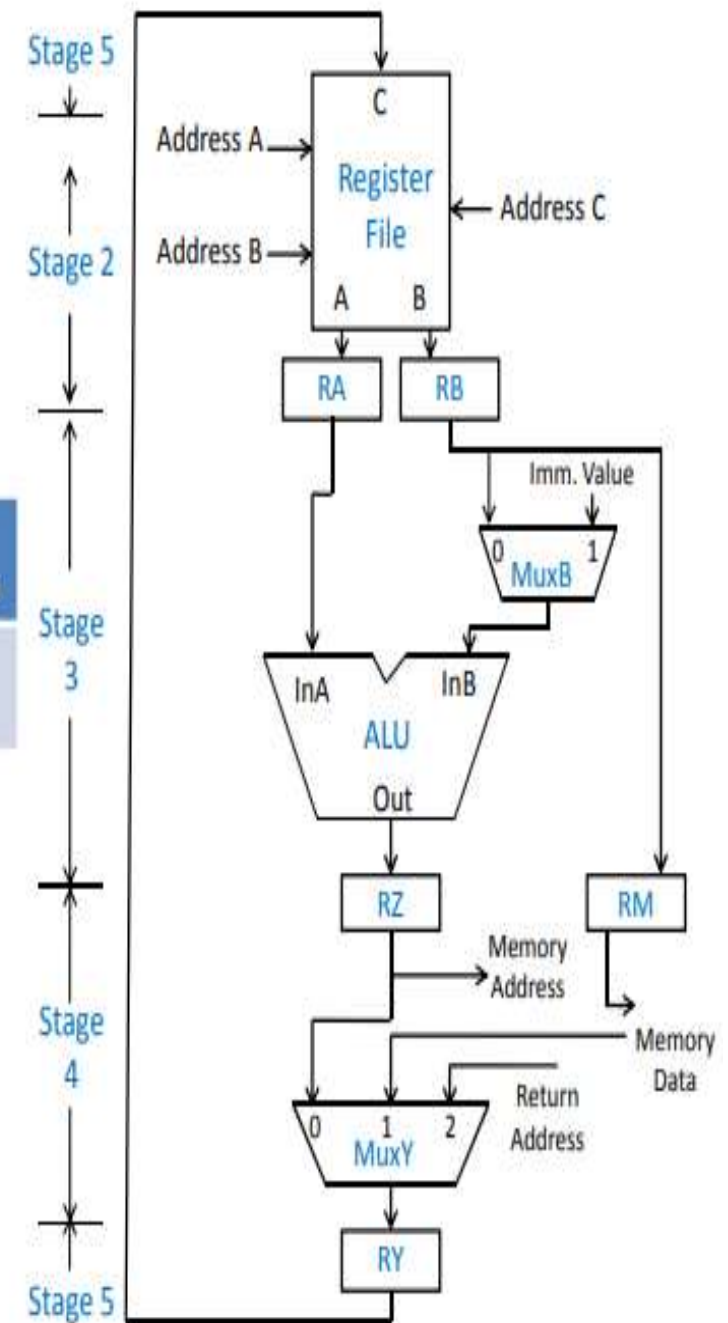 Stage 5
C
Address A
Register
File
Address C
Address B
Stage 2
A B
RA RB
Imm. Value
0 1
MuxB
Stage
3
InA InB
ALU
Out
RZ RM
Memory
Address
Stage
4
Memory
Data
Return
Address
0 1 2
MuxY
RY
Stage 5